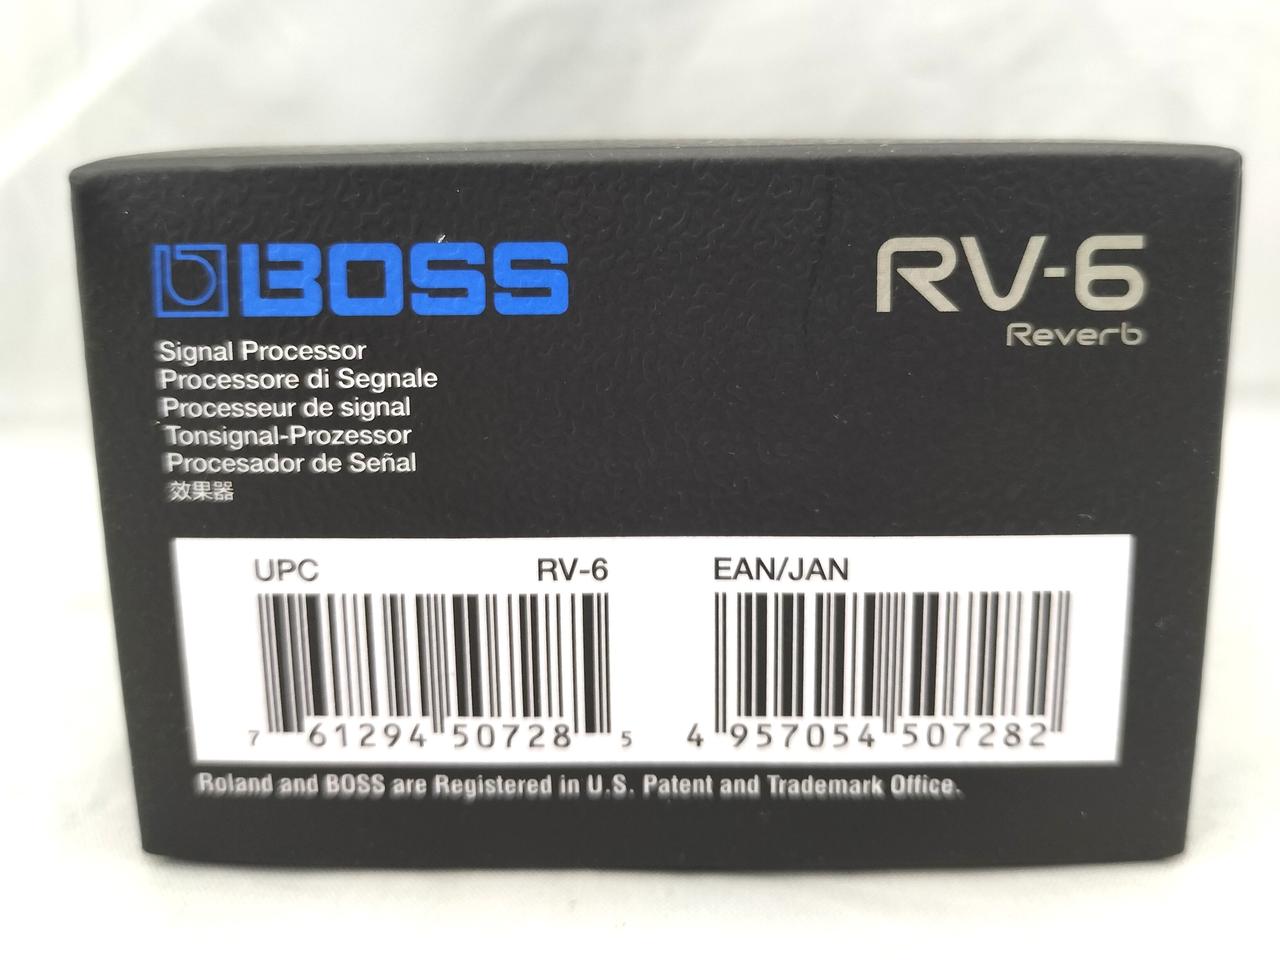 BOSS
RV-6
Reverb
Signal Processor
Processore di Segnale
Processeur de signal
Tonsignal-Prozessor
Procesador de Señal
效果器
UPC RV-6 EAN/JAN
7 61294 50728 5 4 957054 507282
Roland and BOSS are Registered in U.S. Patent and Trademark Office.